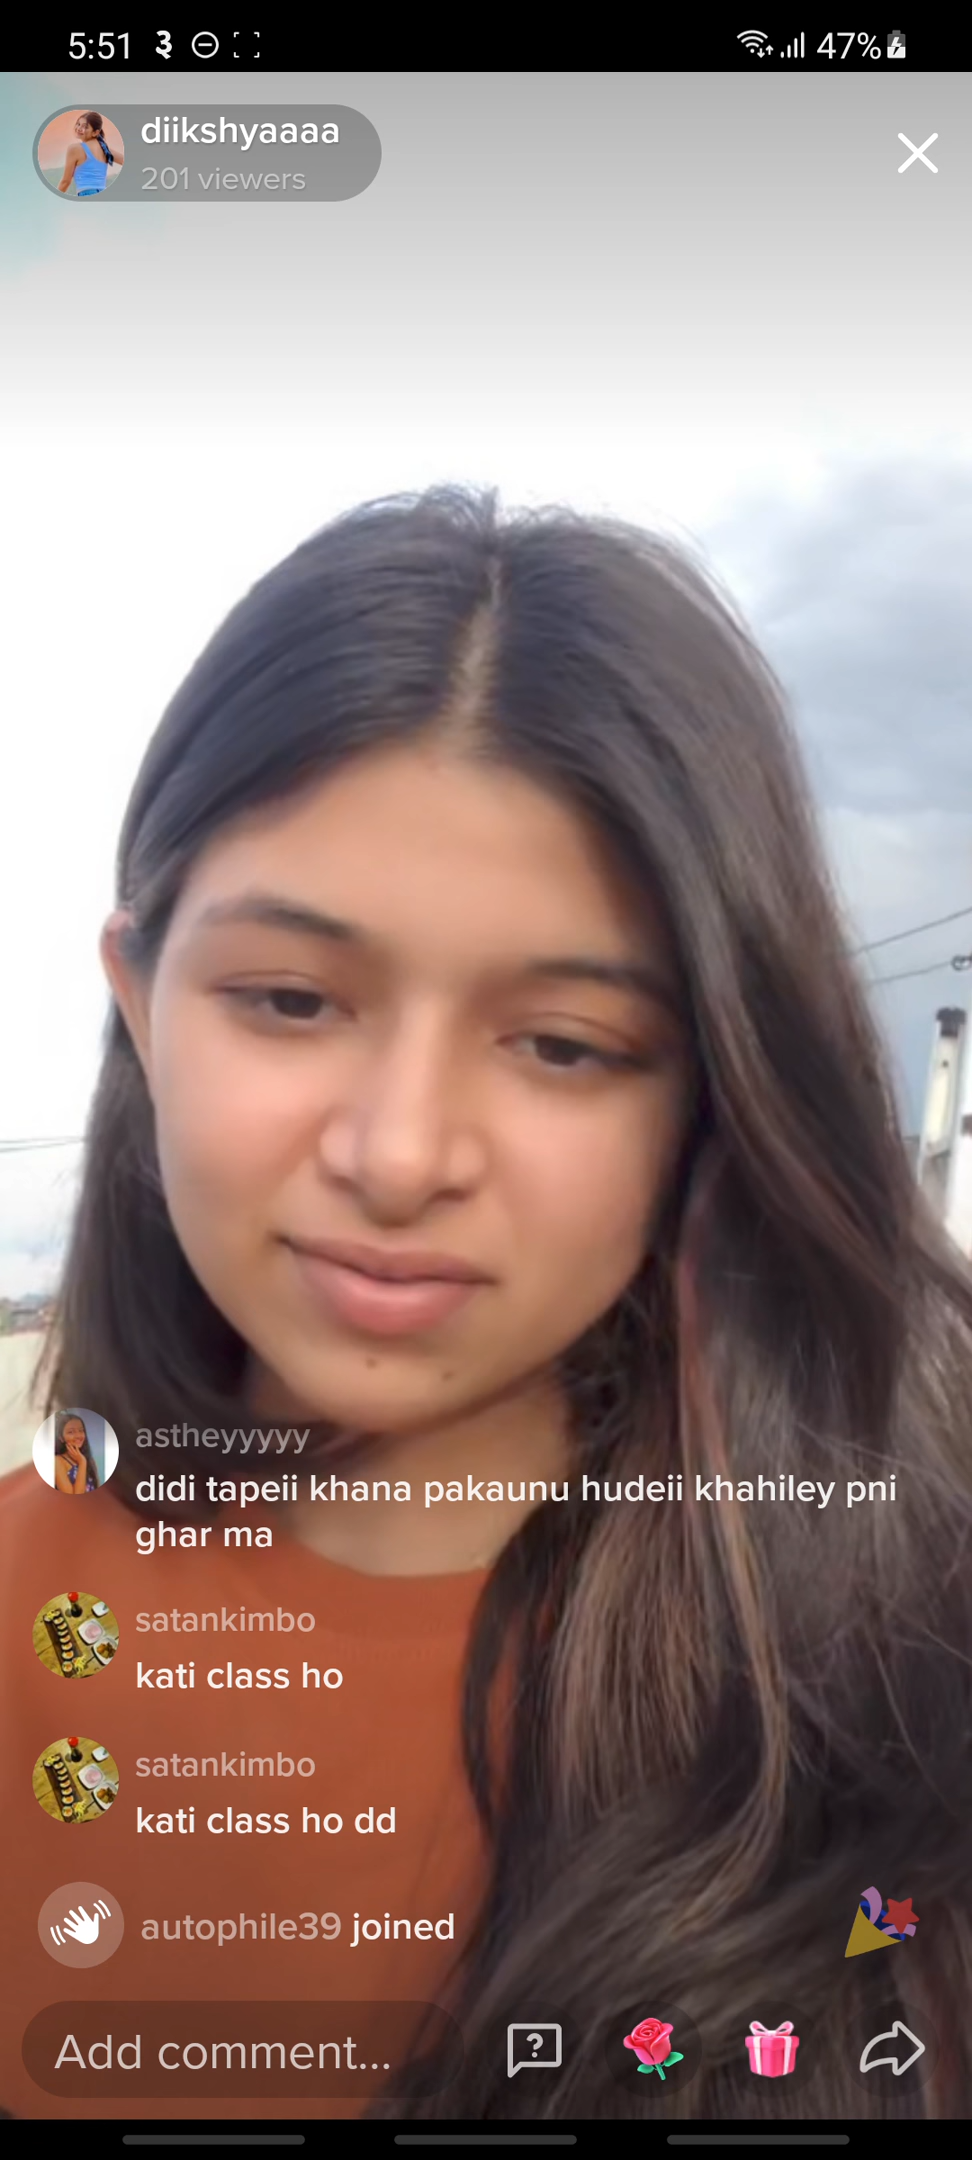 5:51 ३
47%
diikshyaaaa
201 viewers
astheyyyyy
didi tapeii khana pakaunu hudeii khahiley pni
ghar ma
satankimbo
kati class ho
satankimbo
kati class ho dd
autophile39 joined
Add comment...
?